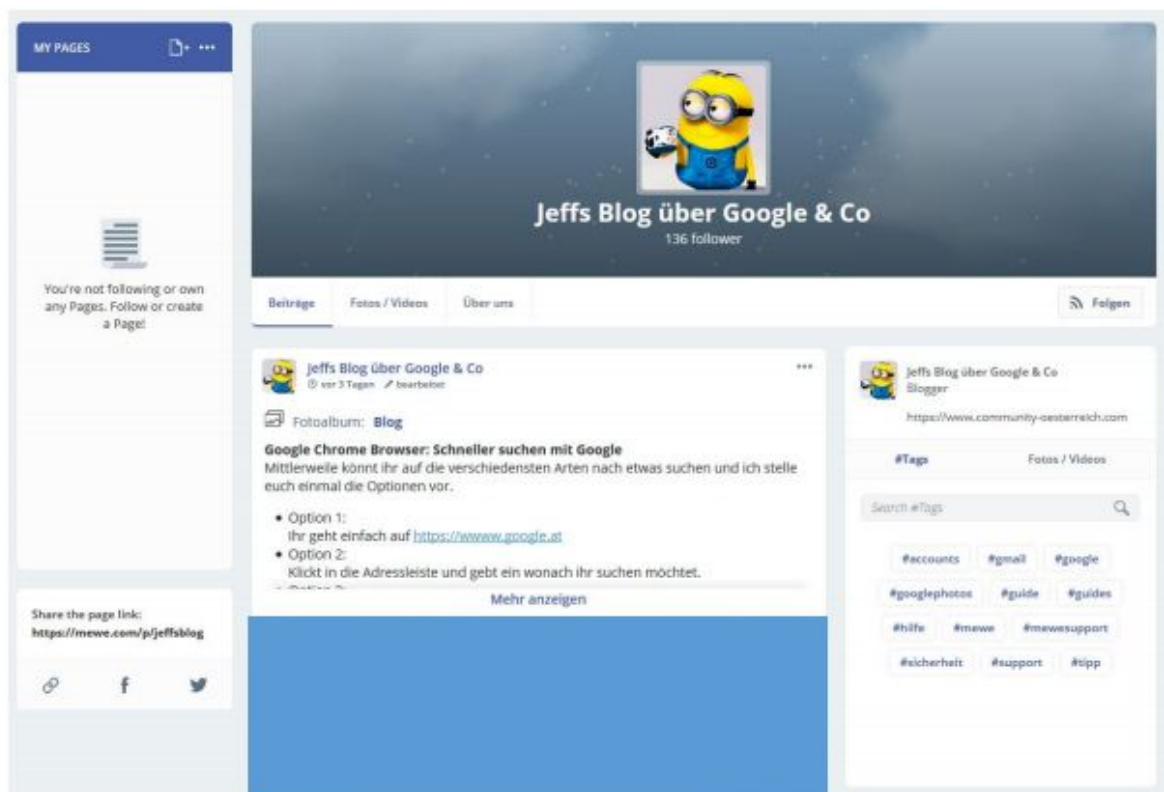 MY PAGES
You're not following or own
any Pages. Follow or create
a Page!
Share the page link:
https://mewe.com/p/jeffsblog
Jeffs Blog über Google & Co
136 follower
Beiträge
Fotos / Videos
Über uns
Folgen
Jeffs Blog über Google & Co
vor 3 Tagen bearbeitet
Fotoalbum: Blog
Google Chrome Browser: Schneller suchen mit Google
Mittlerweile könnt ihr auf die verschiedensten Arten nach etwas suchen und ich stelle
euch einmal die Optionen vor.
• Option 1:
Ihr geht einfach auf https://wwww.google.at
• Option 2:
Klickt in die Adressleiste und gebt ein wonach ihr suchen möchtet.
Mehr anzeigen
Jeffs Blog über Google & Co
Blogger
https://www.community-oesterreich.com
#Tags
Fotos / Videos
Search #Tags
#accounts #gmail #google
#googlephotos #guide #guides
#hilfe #mewe #mewesupport
#sicherheit #support #tipp